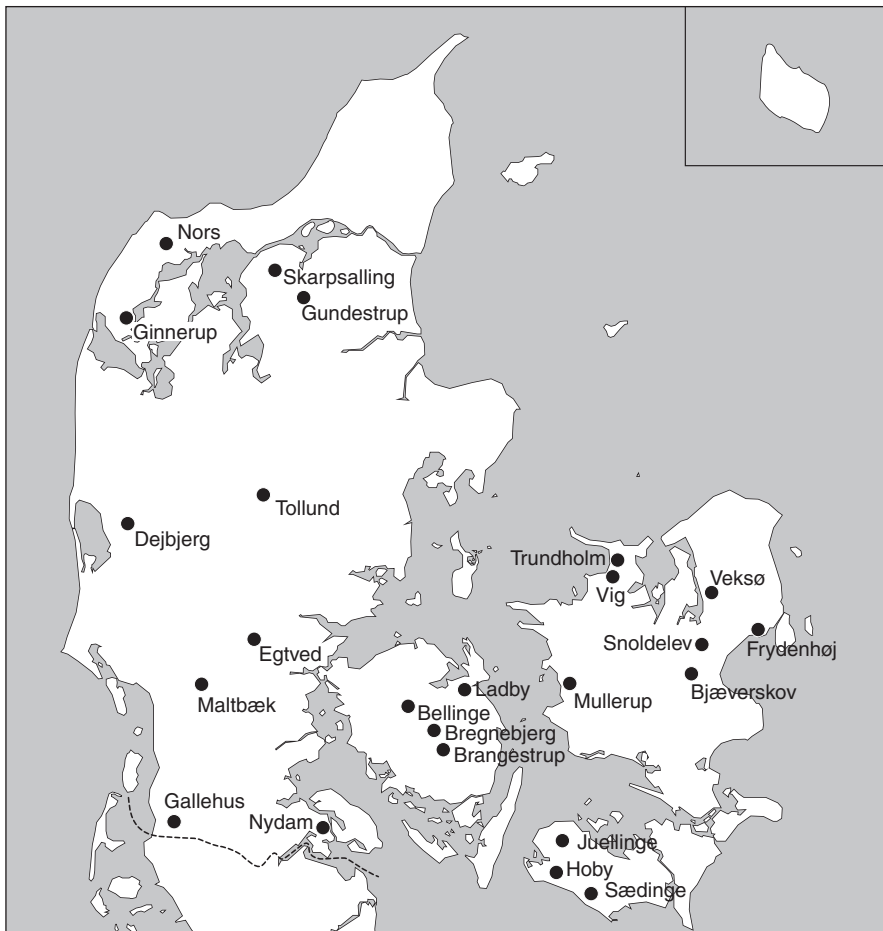 Nors
Skarpsalling
Gundestrup
Ginnerup
Tollund
Dejbjerg
Trundholm
Vig
Veksø
Egtved
Snoldelev
Frydenhøj
Maltbæk
Ladby
Mullerup
Bjæverskov
Bellinge
Bregnebjerg
Brangestrup
Gallehus
Nydam
Juellinge
Hoby
Sædinge